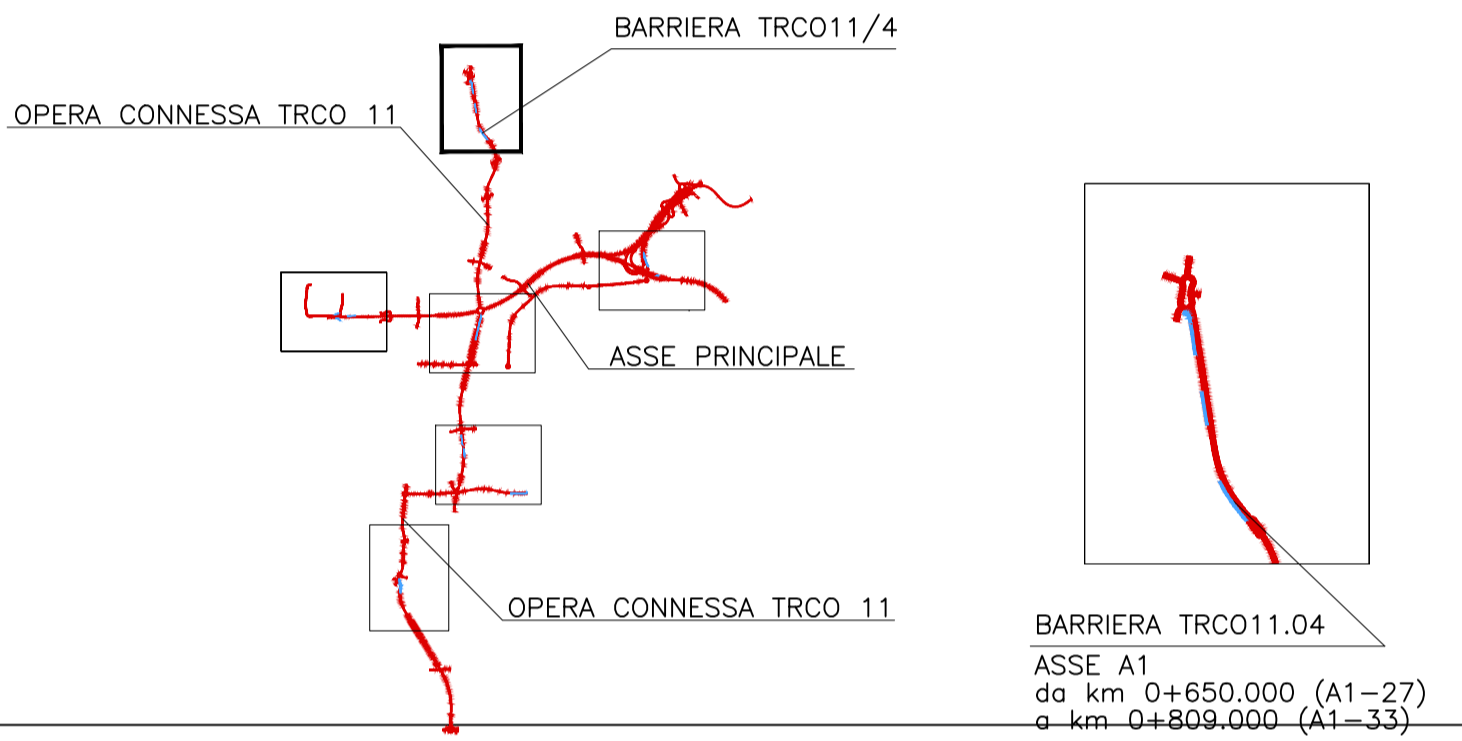 BARRIERA TRCO11/4
OPERA CONNESSA TRCO 11
ASSE PRINCIPALE
OPERA CONNESSA TRCO 11
BARRIERA TRCO11.04
ASSE A1
da km 0+650.000 (A1-27)
a km 0+809.000 (A1-33)